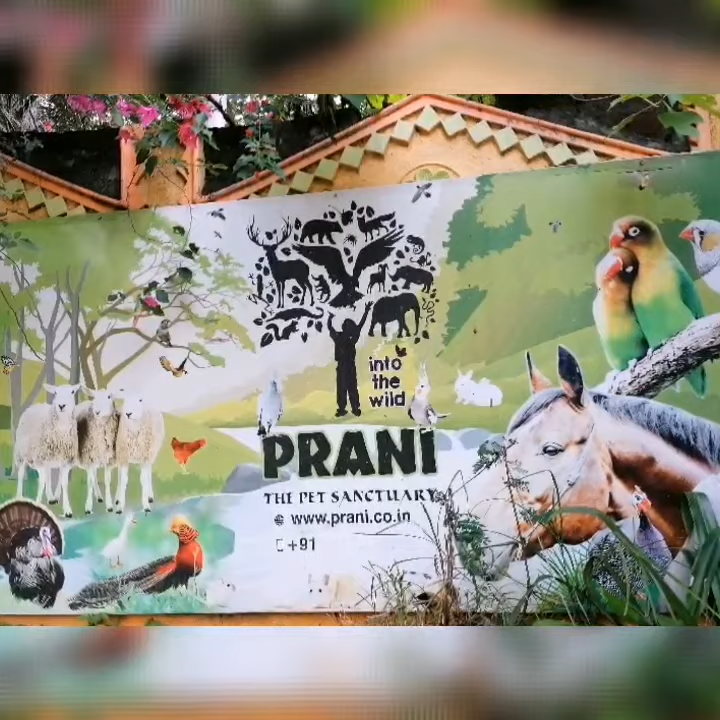 into
the
wild
PRANI
THE PET SANCTUARY
www.prani.co.in
+91